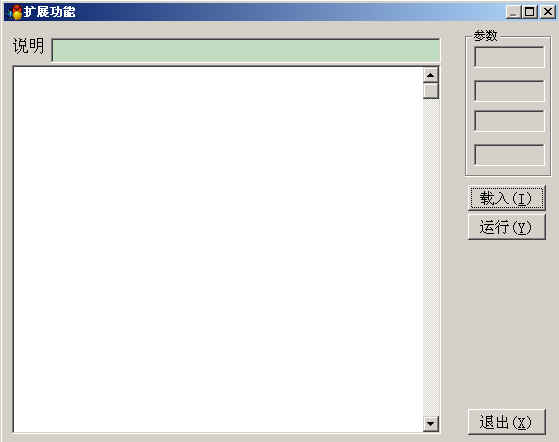 扩展功能
说明
参数
载入(I)
运行(Y)
退出(X)